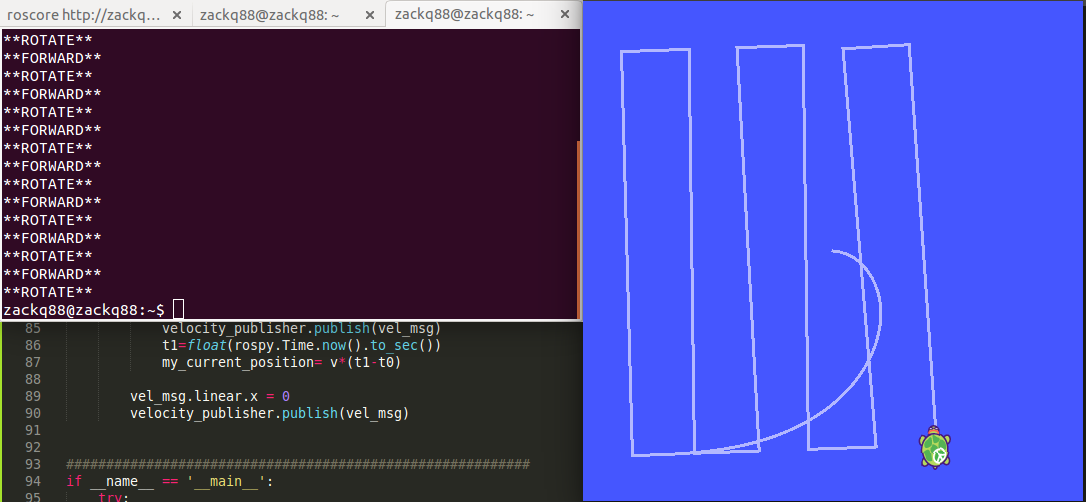 roscore http://zackq... × zackq88@zackq88: ~ × zackq88@zackq88: ~ ×
**ROTATE**
**FORWARD**
**ROTATE**
**FORWARD**
**ROTATE**
**FORWARD**
**ROTATE**
**FORWARD**
**ROTATE**
**FORWARD**
**ROTATE**
**FORWARD**
**ROTATE**
**FORWARD**
**ROTATE**
zackq88@zackq88:~$
85 velocity_publisher.publish(vel_msg)
86 t1=float(rospy.Time.now().to_sec())
87 my_current_position= v*(t1-t0)
88
89 vel_msg.linear.x = 0
90 velocity_publisher.publish(vel_msg)
91
92
93 ##########################################################
94 if __name__ == '__main__':
95 try: